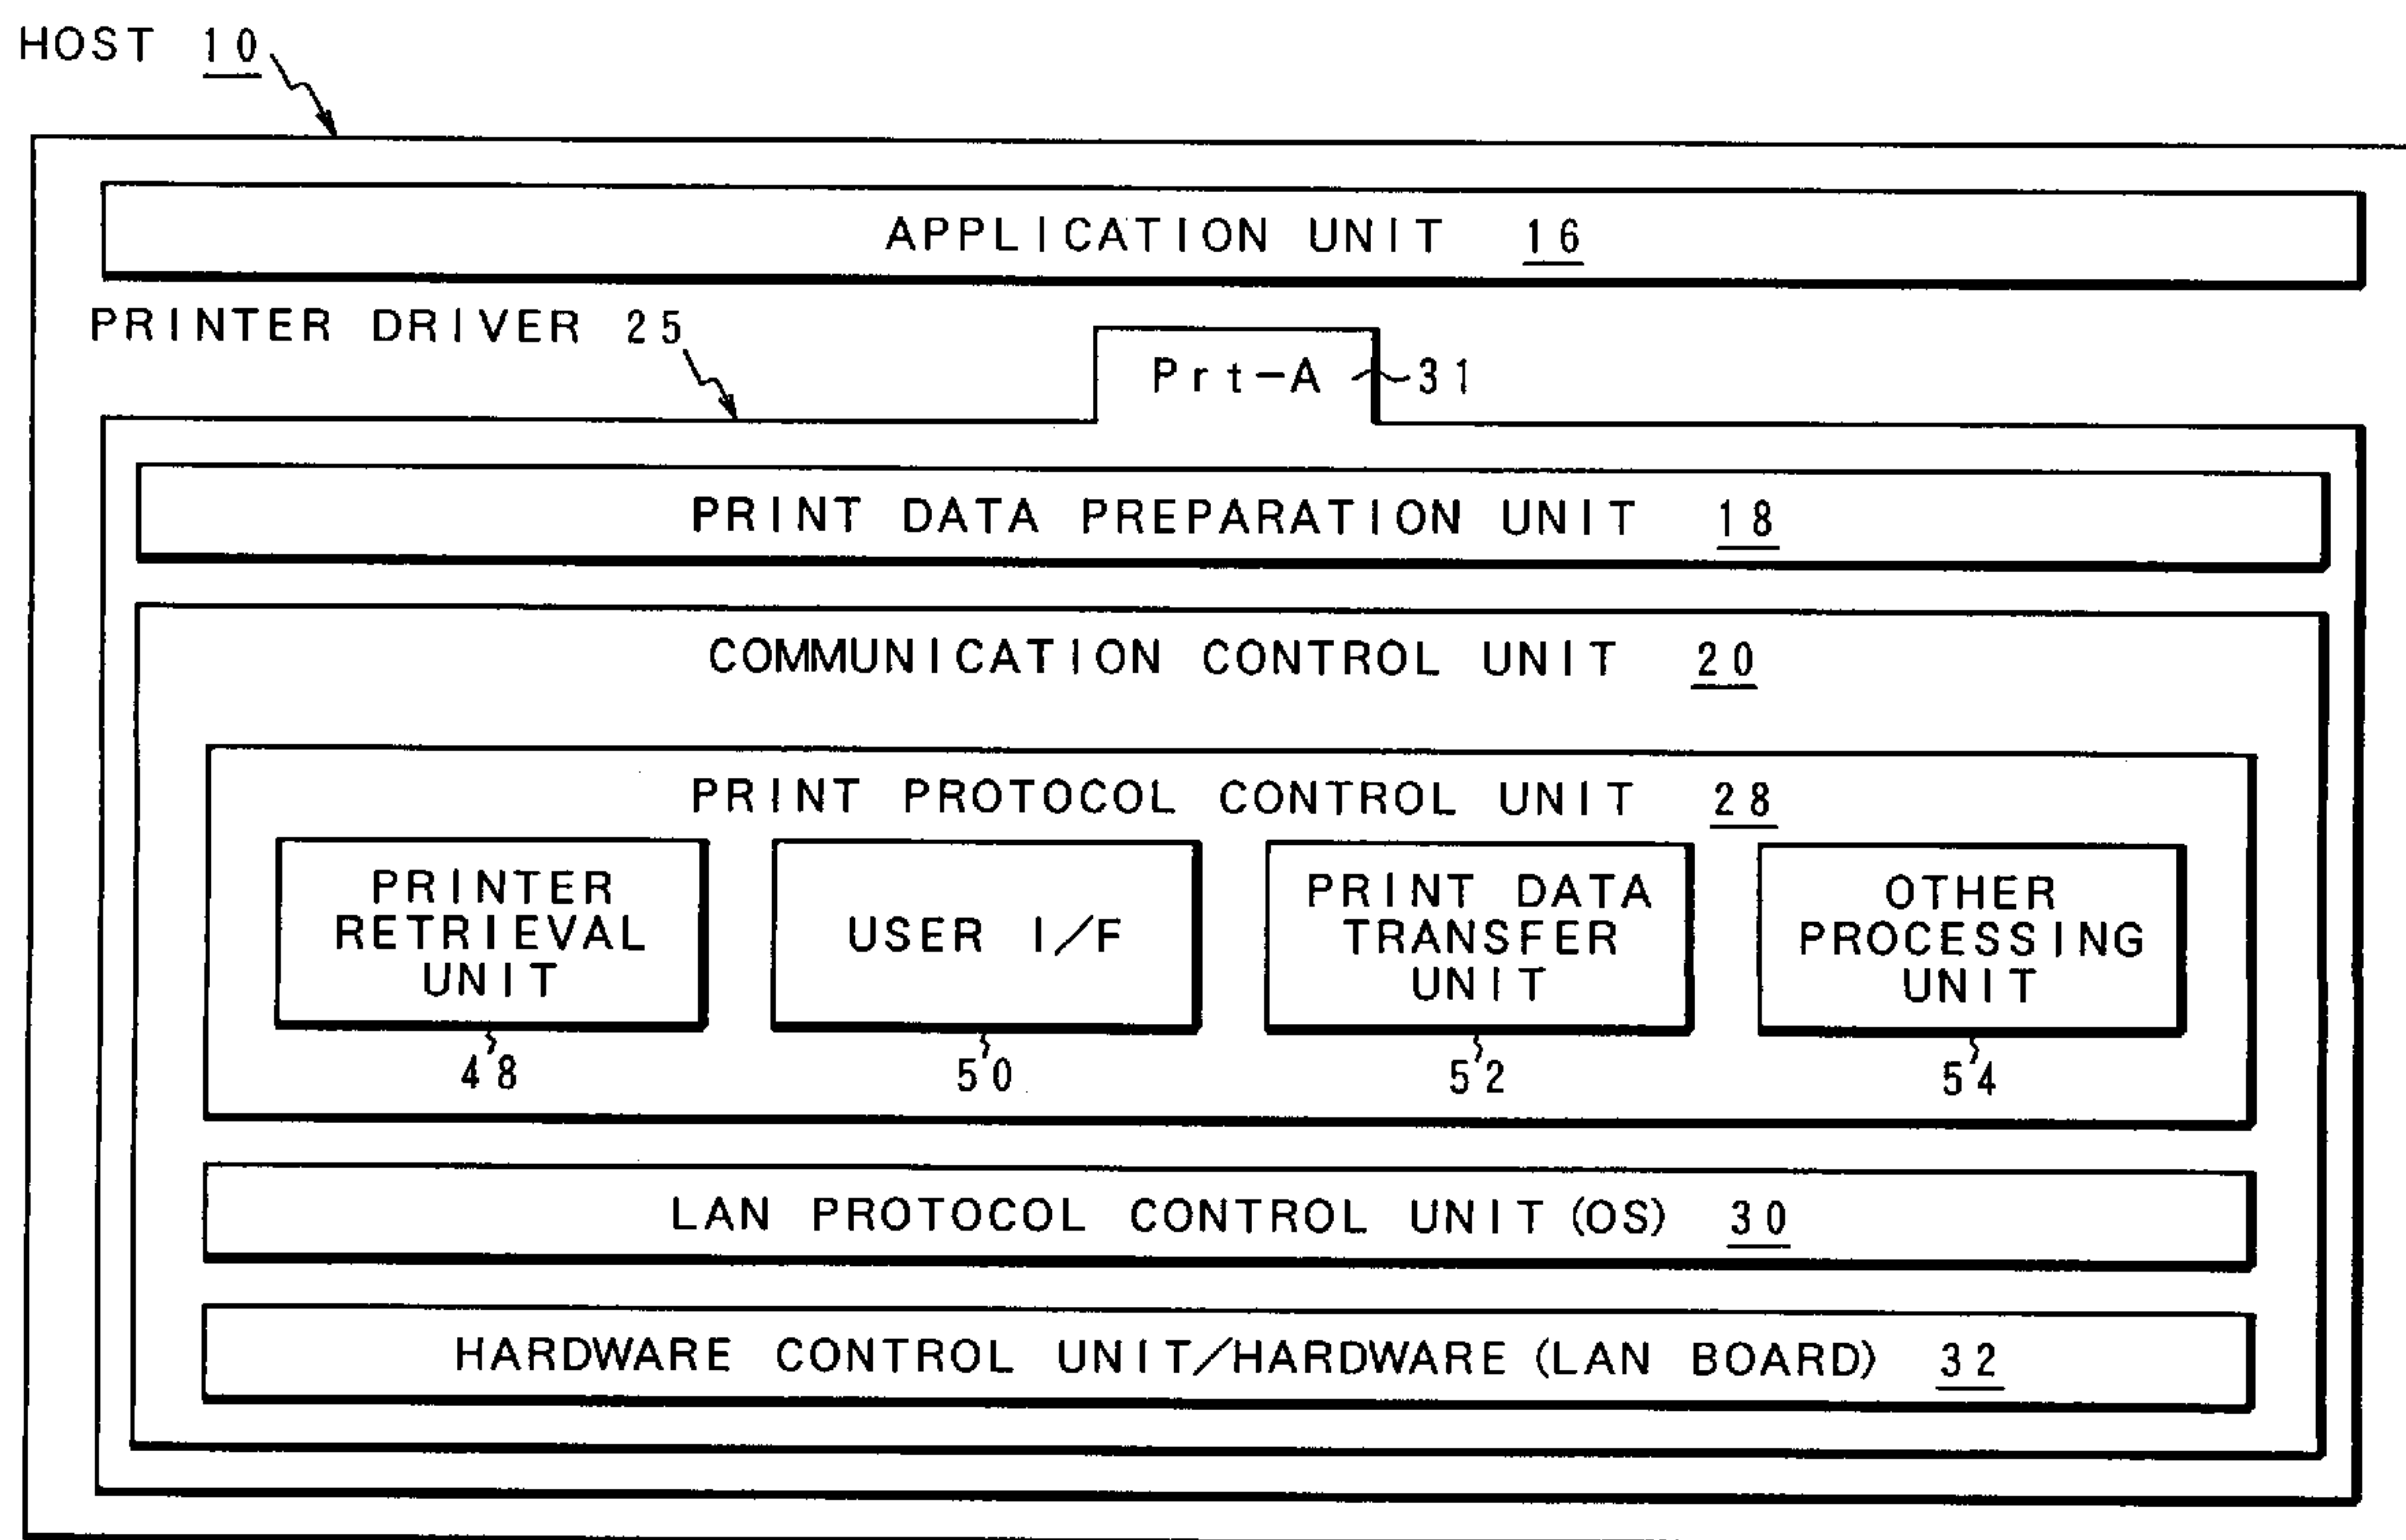 HOST 10
APPLICATION UNIT 16
PRINTER DRIVER 25
Prt-A 31
PRINT DATA PREPARATION UNIT 18
COMMUNICATION CONTROL UNIT 20
PRINT PROTOCOL CONTROL UNIT 28
PRINTER
RETRIEVAL
UNIT
48
USER I/F
50
PRINT DATA
TRANSFER
UNIT
52
OTHER
PROCESSING
UNIT
54
LAN PROTOCOL CONTROL UNIT (OS) 30
HARDWARE CONTROL UNIT/HARDWARE (LAN BOARD) 32